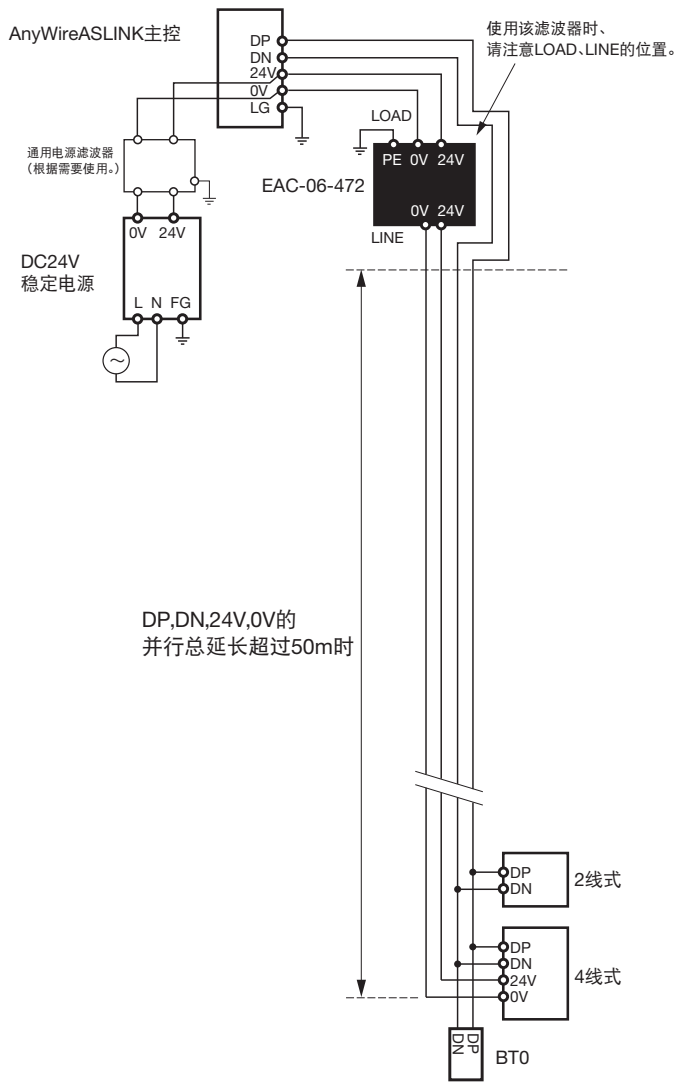 AnyWireASLINK主控
DP
DN
24V
0V
LG
使用该滤波器时、
请注意LOAD、LINE的位置。
通用电源滤波器
(根据需要使用。)
LOAD
PE 0V 24V
EAC-06-472
0V 24V
LINE
0V 24V
DC24V
稳定电源
L N FG
DP,DN,24V,0V的
并行总延长超过50m时
DP
DN
2线式
DP
DN
24V
0V
4线式
DP
DN
BT0